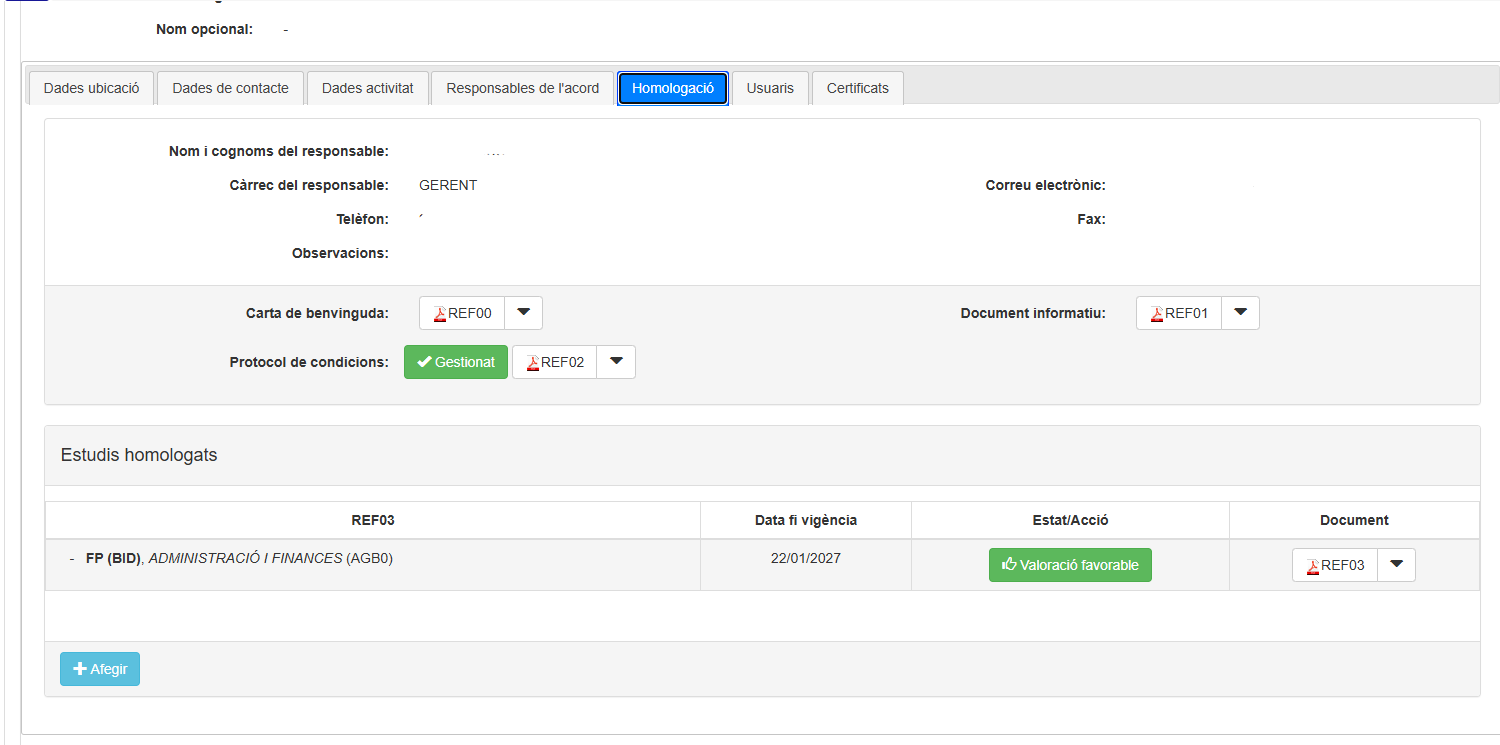 Nom opcional: -
Dades ubicació Dades de contacte Dades activitat Responsables de l'acord Homologació Usuaris Certificats
Nom i cognoms del responsable:
Càrrec del responsable: GERENT Correu electrònic:
Telèfon: Fax:
Observacions:
Carta de benvinguda: REF00 Document informatiu: REF01
Protocol de condicions: Gestionat REF02
Estudis homologats
REF03 Data fi vigència Estat/Acció Document
- FP (BID), ADMINISTRACIÓ I FINANCES (AGB0) 22/01/2027 Valoració favorable REF03
Afegir